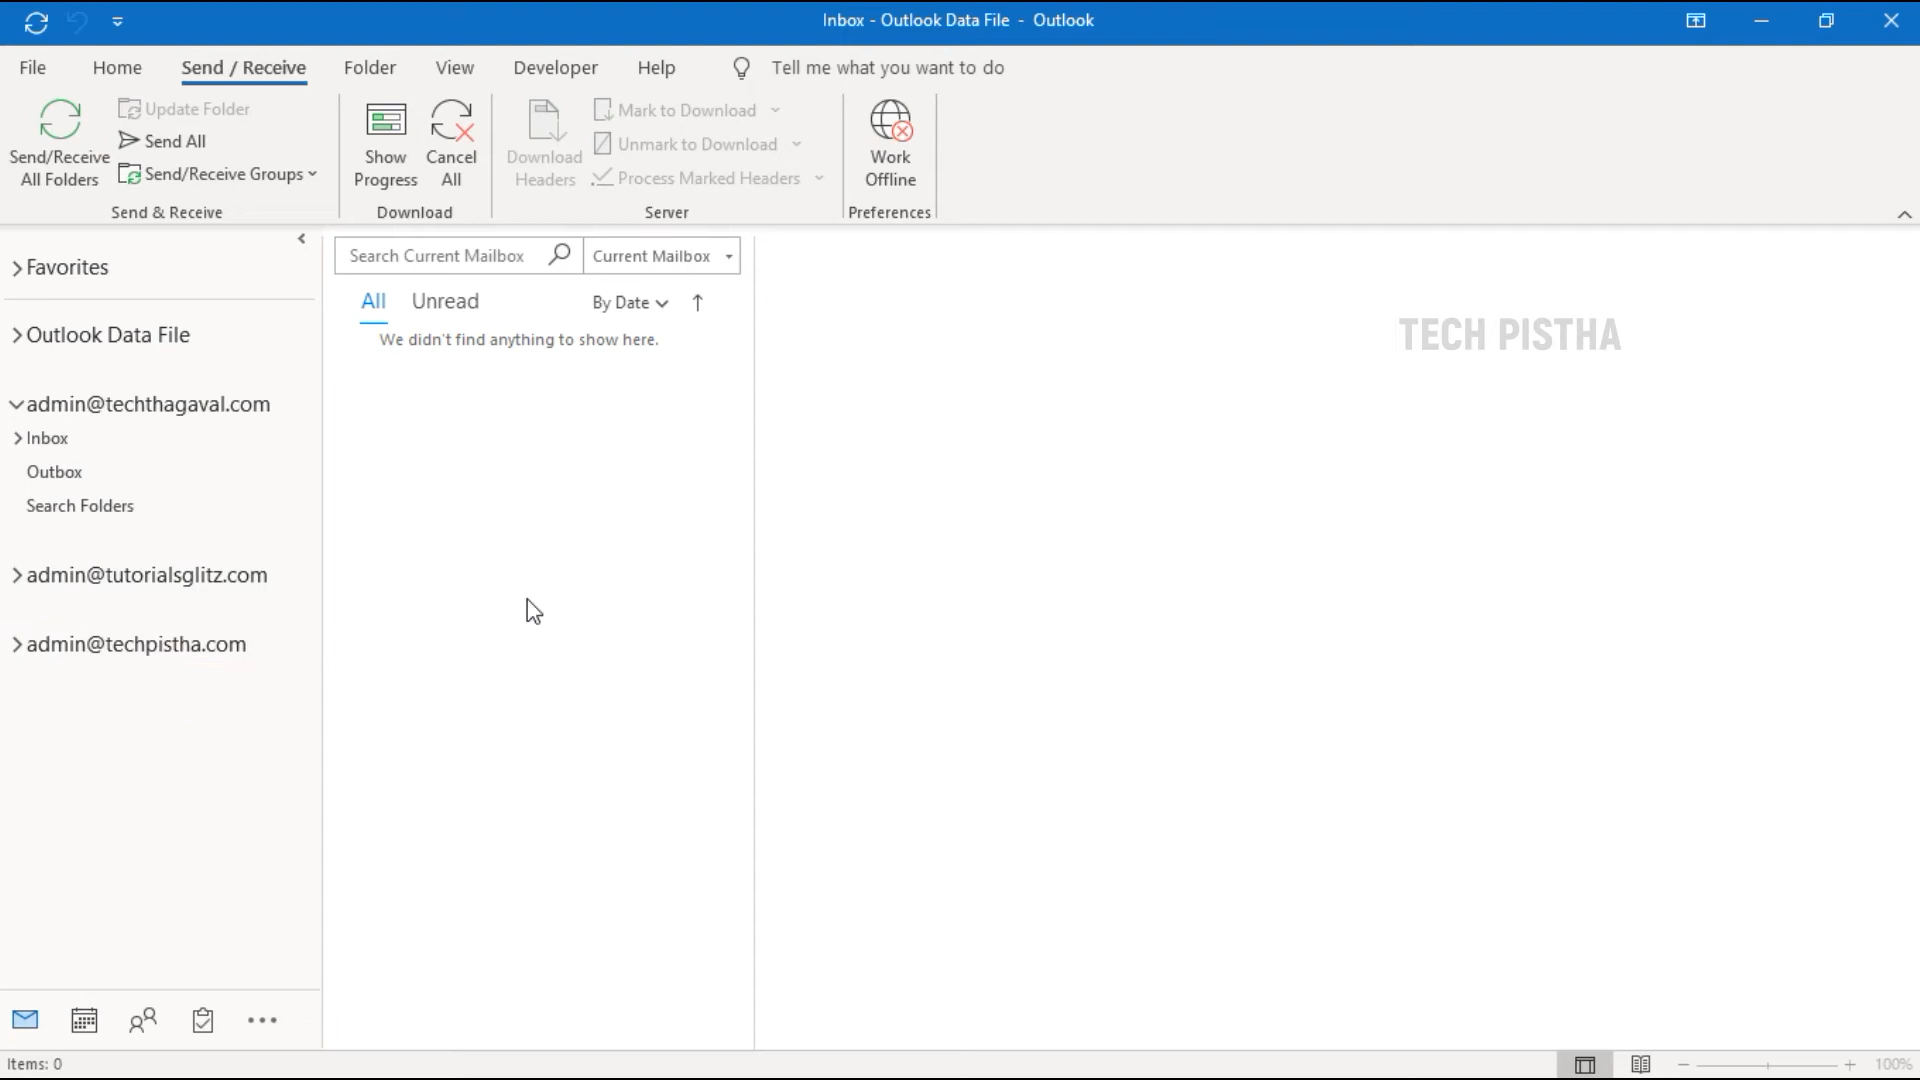 Inbox - Outlook Data File - Outlook
File Home Send / Receive Folder View Developer Help Tell me what you want to do
Send/Receive
All Folders
Update Folder
Send All
Send/Receive Groups
Send & Receive
Show
Progress
Cancel
All
Download
Download
Headers
Mark to Download
Unmark to Download
Process Marked Headers
Server
Work
Offline
Preferences
Favorites
Outlook Data File
admin@techthagaval.com
Inbox
Outbox
Search Folders
admin@tutorialsglitz.com
admin@techpistha.com
Search Current Mailbox Current Mailbox
All Unread By Date
We didn't find anything to show here.
TECH PISTHA
Items: 0
100%